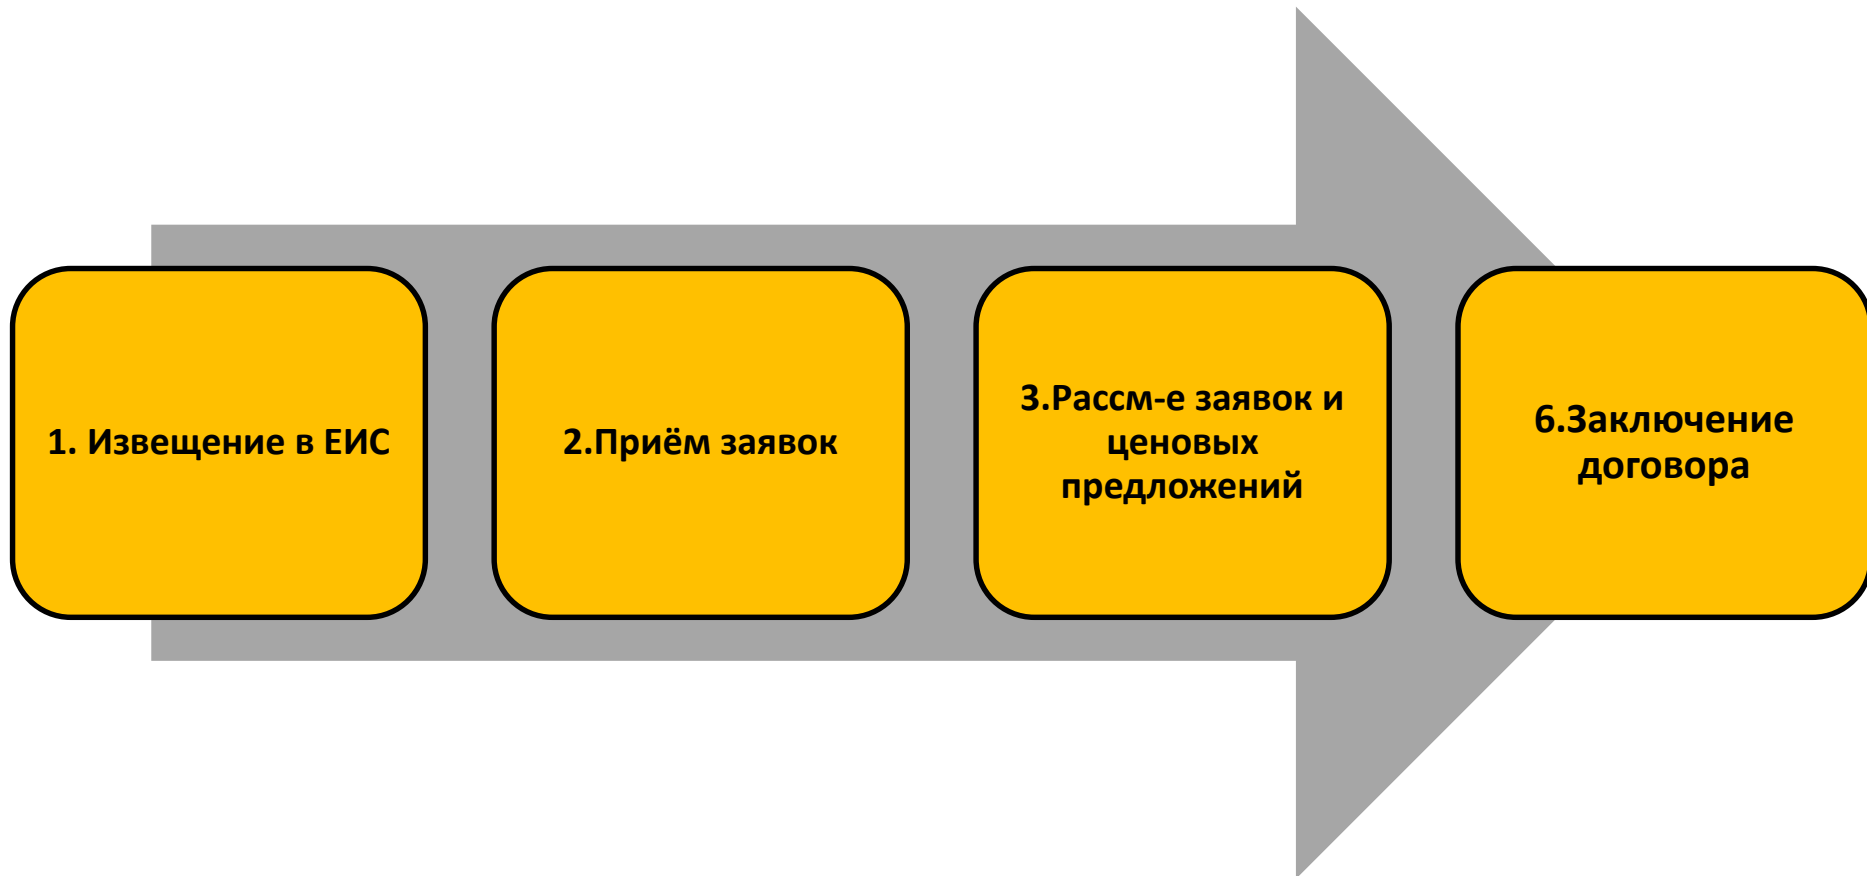 1. Извещение в ЕИС
2.Приём заявок
3.Рассм-е заявок и
ценовых
предложений
6.Заключение
договора